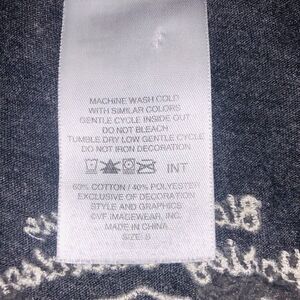 MACHINE WASH COLD
WITH SIMILAR COLORS
GENTLE CYCLE INSIDE OUT
DO NOT BLEACH
TUMBLE DRY LOW GENTLE CYCLE
DO NOT IRON DECORATION
INT
60% COTTON / 40% POLYESTER
EXCLUSIVE OF DECORATION
STYLE AND GRAPHICS
©VF IMAGEWEAR, INC.
MADE IN CHINA
SIZE: S